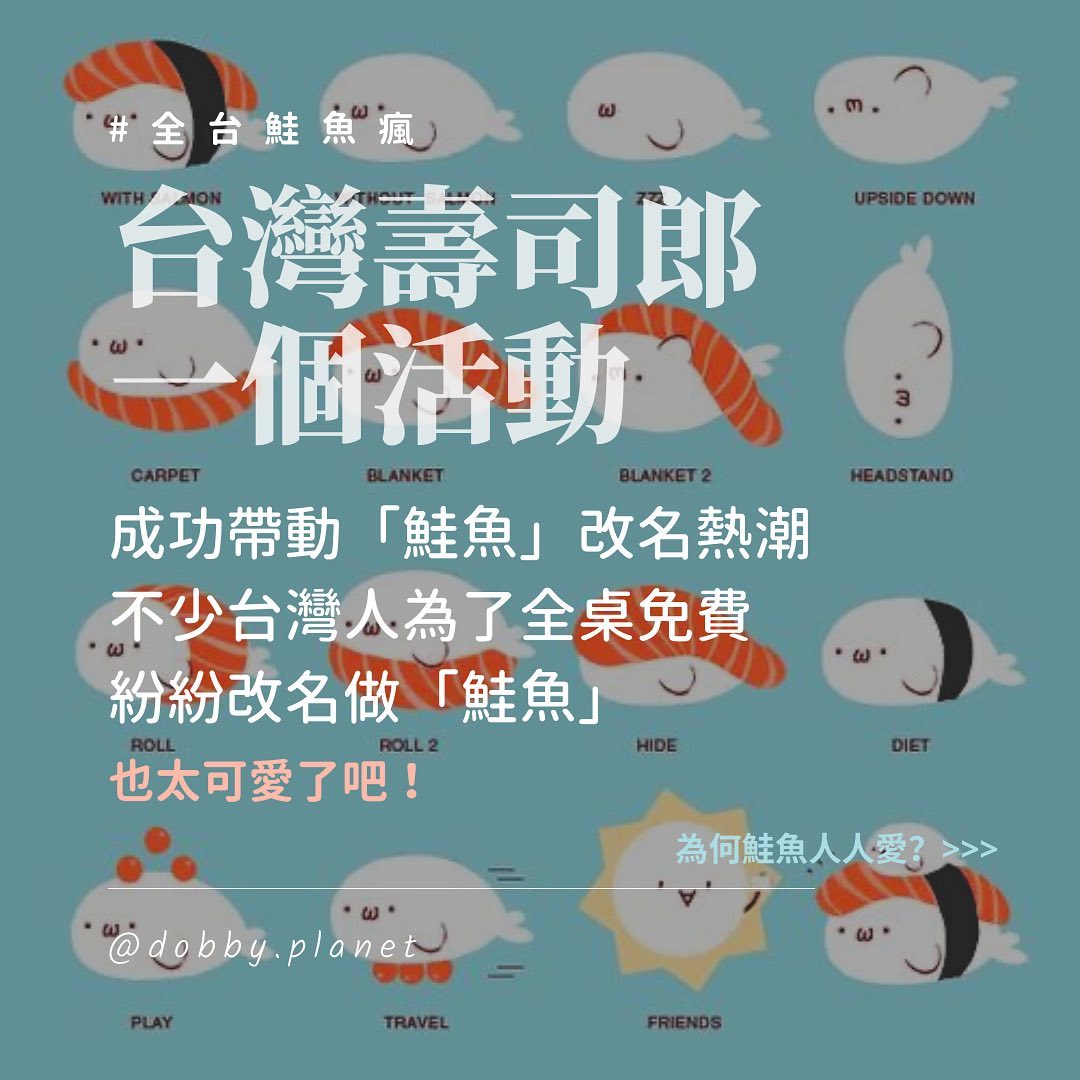 #全台鮭魚瘋
WITH SALMON
WITHOUT SALMON
ZZZ
UPSIDE DOWN
台灣壽司郎
一個活動
CARPET
BLANKET
BLANKET 2
HEADSTAND
成功帶動「鮭魚」改名熱潮
不少台灣人為了全桌免費
紛紛改名做「鮭魚」
ROLL
ROLL 2
HIDE
DIET
也太可愛了吧！
為何鮭魚人人愛？>>>
@dobby.planet
PLAY
TRAVEL
FRIENDS